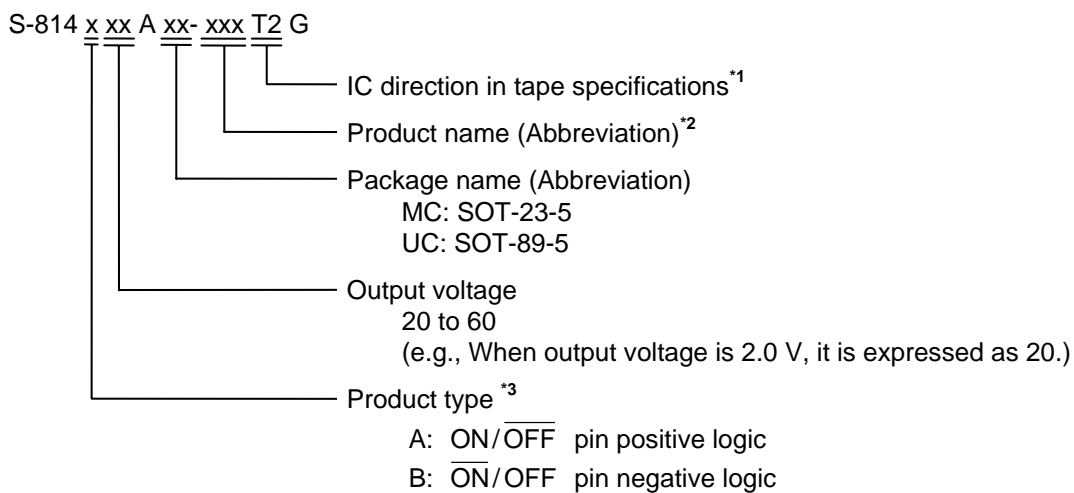 S-814 x xx A xx- xxx T2 G
IC direction in tape specifications*1
Product name (Abbreviation)*2
Package name (Abbreviation)
MC: SOT-23-5
UC: SOT-89-5
Output voltage
20 to 60
(e.g., When output voltage is 2.0 V, it is expressed as 20.)
Product type *3
A: ON/O̅F̅F̅ pin positive logic
B: O̅N̅/OFF pin negative logic